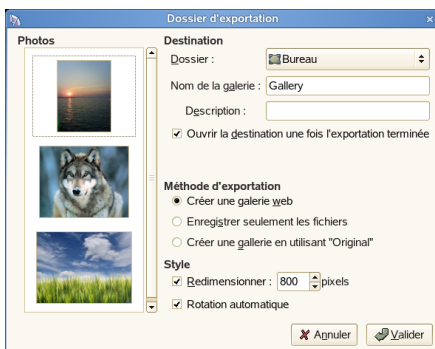 Dossier d'exportation
Photos
Destination
Dossier :
Bureau
Nom de la galerie :
Gallery
Description :
Ouvrir la destination une fois l'exportation terminée
Méthode d'exportation
Créer une galerie web
Enregistrer seulement les fichiers
Créer une gallerie en utilisant "Original"
Style
Redimensionner : 800 pixels
Rotation automatique
Annuler
Valider